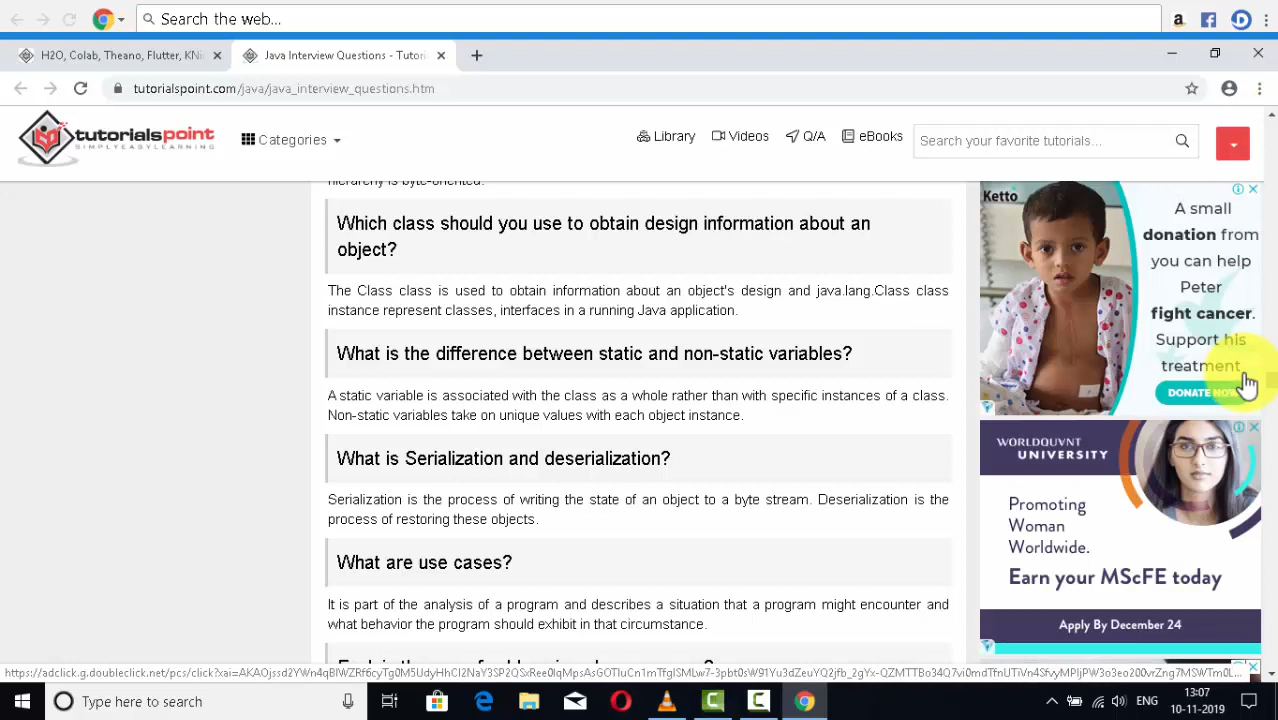 Search the web...
H2O, Colab, Theano, Flutter, KNi
Java Interview Questions - Tutori
tutorialspoint.com/java/java_interview_questions.htm
tutorialspoint
SIMPLYEASYLEARNING
Categories
Library
Videos
Q/A
eBooks
Search your favorite tutorials...
hierarchy is byte-oriented.
Which class should you use to obtain design information about an
object?
The Class class is used to obtain information about an object's design and java.lang.Class class
instance represent classes, interfaces in a running Java application.
What is the difference between static and non-static variables?
A static variable is associated with the class as a whole rather than with specific instances of a class.
Non-static variables take on unique values with each object instance.
What is Serialization and deserialization?
Serialization is the process of writing the state of an object to a byte stream. Deserialization is the
process of restoring these objects.
What are use cases?
It is part of the analysis of a program and describes a situation that a program might encounter and
what behavior the program should exhibit in that circumstance.
Ketto
A small
donation from
you can help
Peter
fight cancer.
Support his
treatment.
DONATE NOW
WORLDQUVNT
UNIVERSITY
Promoting
Woman
Worldwide.
Earn your MScFE today
Apply By December 24
Type here to search
ENG
13:07
10-11-2019